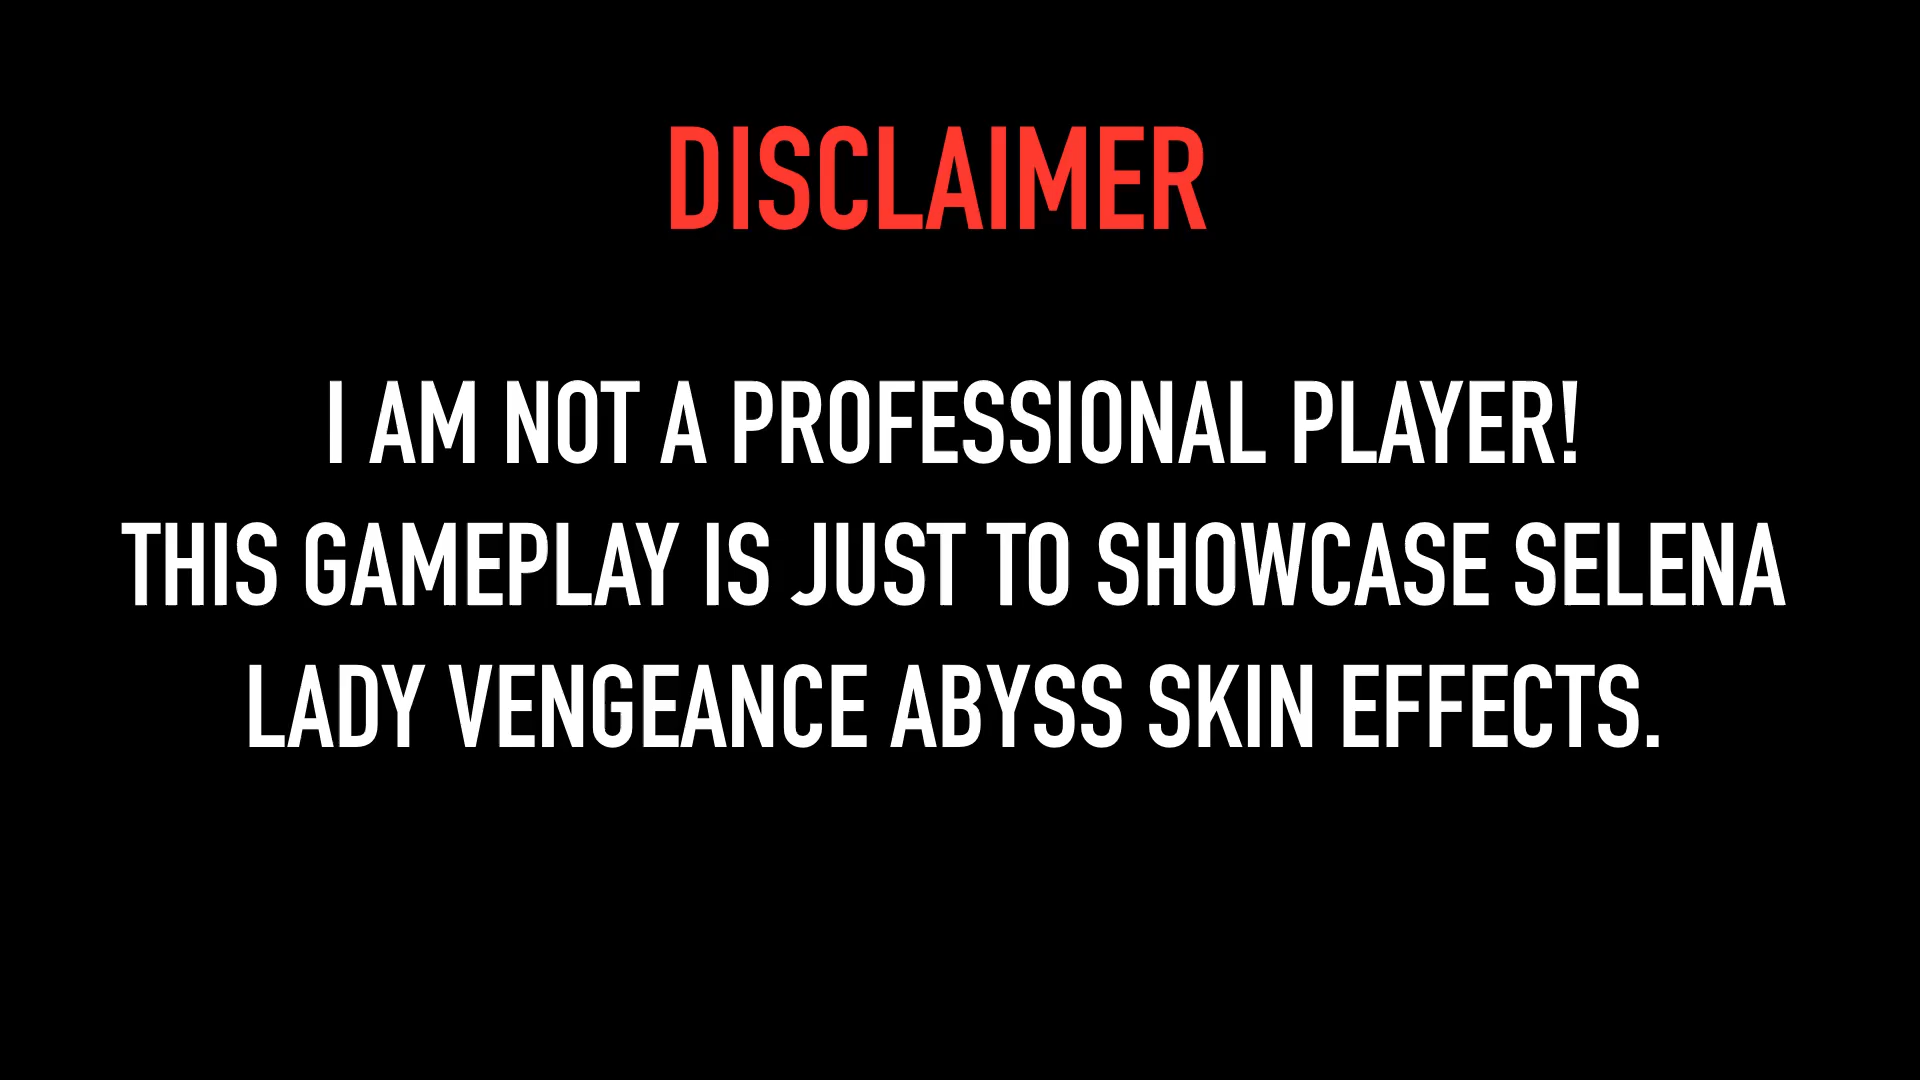 DISCLAIMER
I AM NOT A PROFESSIONAL PLAYER!
THIS GAMEPLAY IS JUST TO SHOWCASE SELENA
LADY VENGEANCE ABYSS SKIN EFFECTS.